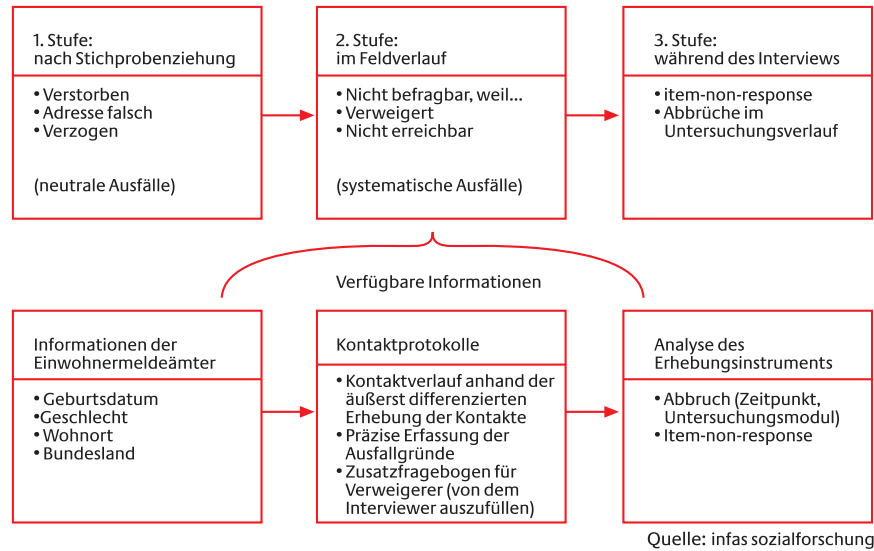 1. Stufe:
nach Stichprobenziehung
• Verstorben
• Adresse falsch
• Verzogen
(neutrale Ausfälle)
2. Stufe:
im Feldverlauf
• Nicht befragbar, weil...
• Verweigert
• Nicht erreichbar
(systematische Ausfälle)
3. Stufe:
während des Interviews
• item-non-response
• Abbrüche im
Untersuchungsverlauf
Verfügbare Informationen
Informationen der
Einwohnermeldeämter
• Geburtsdatum
•Geschlecht
• Wohnort
• Bundesland
Kontaktprotokolle
• Kontaktverlauf anhand der
äußerst differenzierten
Erhebung der Kontakte
• Präzise Erfassung der
Ausfallgründe
• Zusatzfragebogen für
Verweigerer (von dem
Interviewer auszufüllen)
Analyse des
Erhebungsinstruments
• Abbruch (Zeitpunkt,
Untersuchungsmodul)
• Item-non-response
Quelle: infas sozialforschung